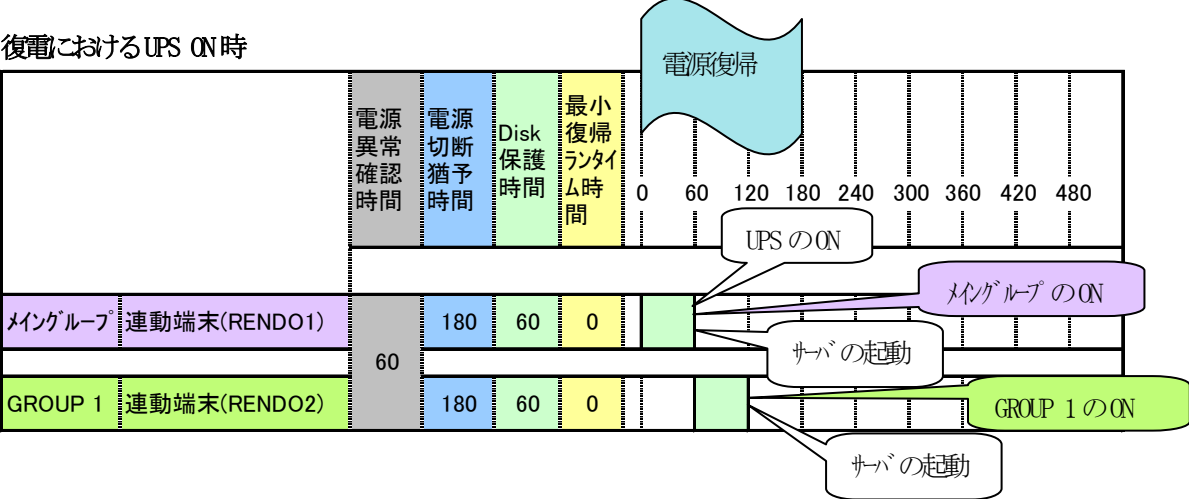 復電におけるUPS ON時
電源復帰
電源
異常
確認
時間
電源
切断
猶予
時間
Disk
保護
時間
最小
復帰
ランタイ
ム時
間
0 60 120 180 240 300 360 420 480
UPS のON
ﾒｲﾝｸﾞﾙｰﾌﾟ のON
ﾒｲﾝｸﾞﾙｰﾌﾟ 連動端末(RENDO1) 180 60 0
ｻｰﾊﾞの起動
60
GROUP 1 連動端末(RENDO2) 180 60 0
GROUP 1 のON
ｻｰﾊﾞの起動